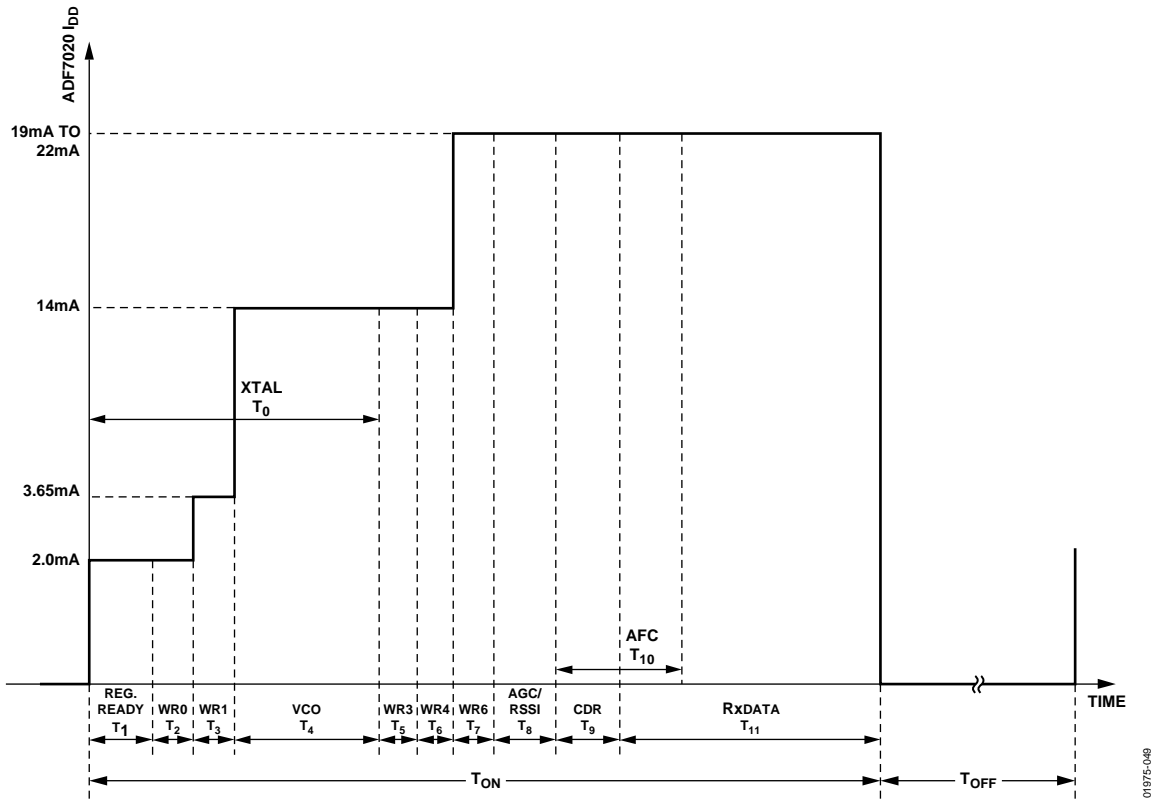 ADF7020 IDD
19mA TO
22mA
14mA
XTAL
T0
3.65mA
2.0mA
AFC
T10
TIME
REG.
READY
T1
WR0
T2
WR1
T3
VCO
T4
WR3
T5
WR4
T6
WR6
T7
AGC/
RSSI
T8
CDR
T9
RxDATA
T11
TON
TOFF
01975-049